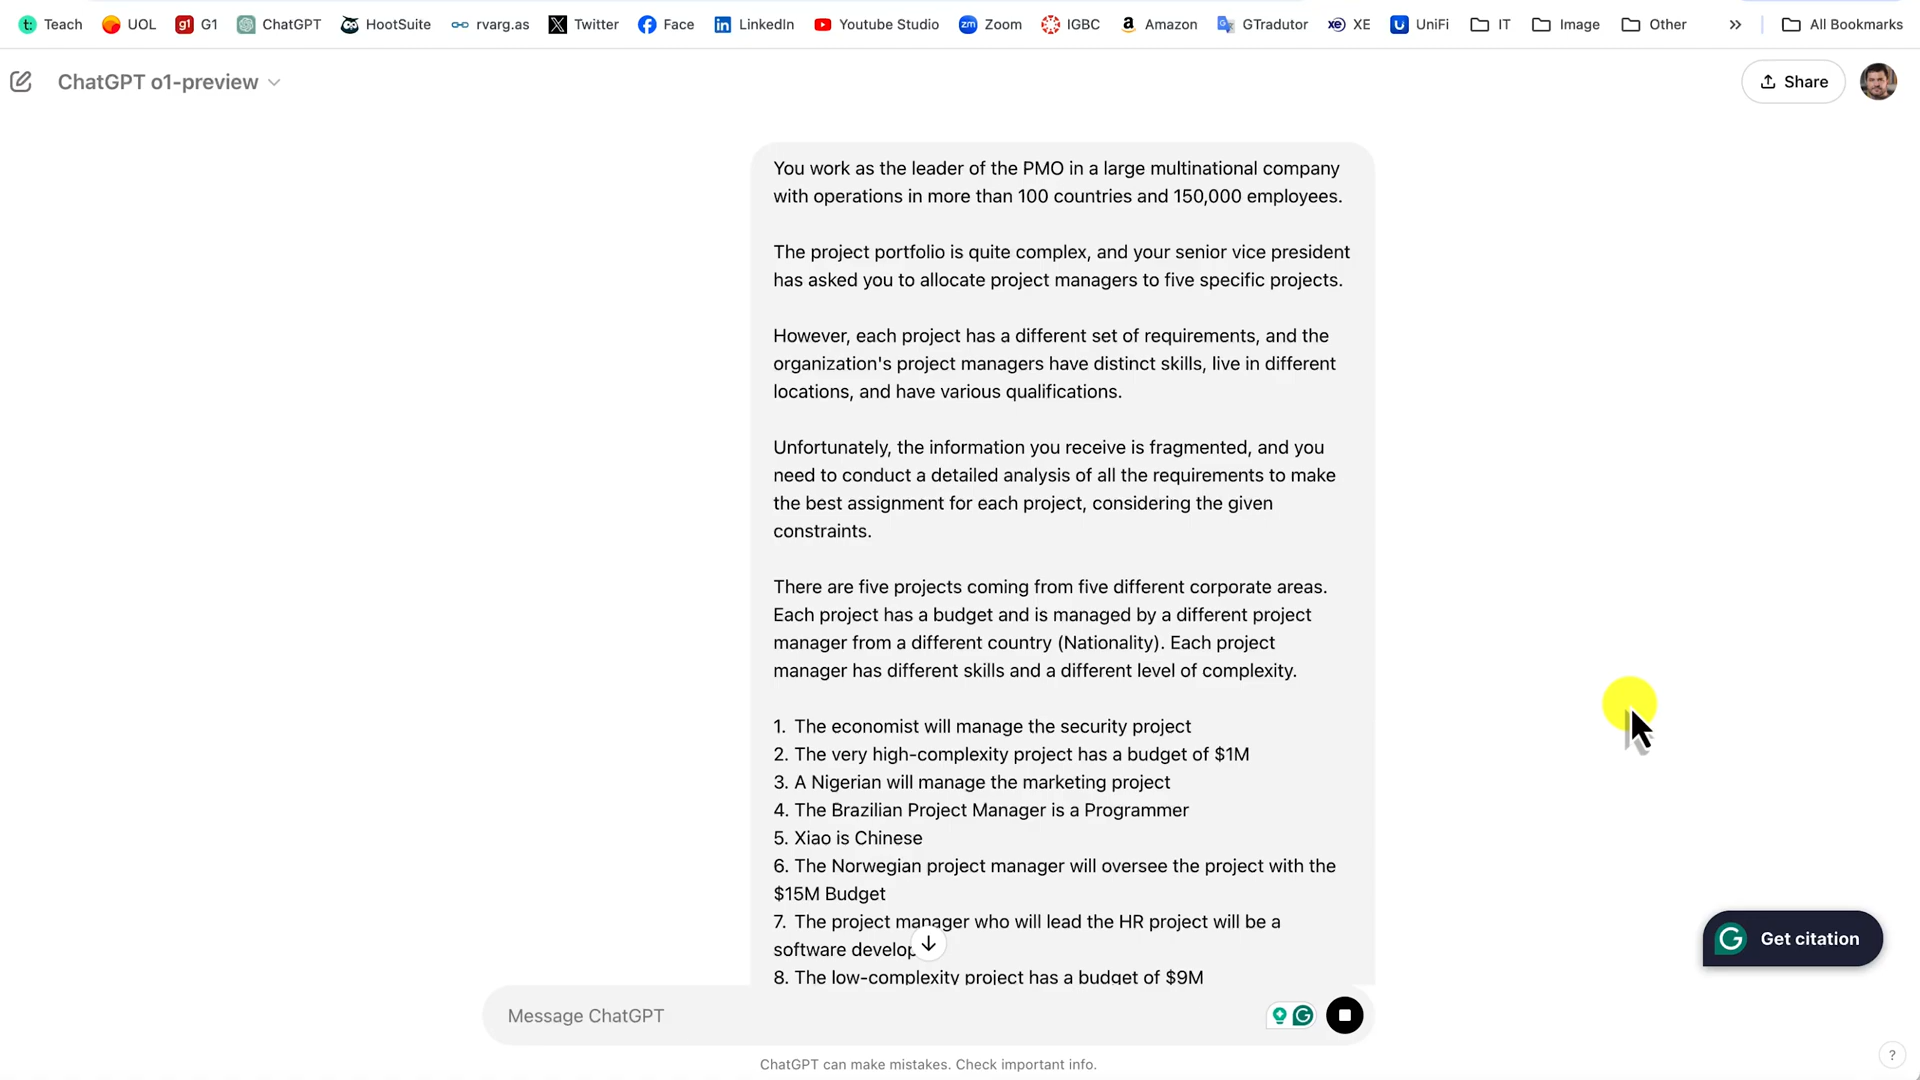 Teach UOL G1 ChatGPT HootSuite rvarg.as Twitter Face LinkedIn Youtube Studio Zoom IGBC Amazon GTradutor XE UniFi IT Image Other All Bookmarks
ChatGPT o1-preview
Share
You work as the leader of the PMO in a large multinational company
with operations in more than 100 countries and 150,000 employees.
The project portfolio is quite complex, and your senior vice president
has asked you to allocate project managers to five specific projects.
However, each project has a different set of requirements, and the
organization's project managers have distinct skills, live in different
locations, and have various qualifications.
Unfortunately, the information you receive is fragmented, and you
need to conduct a detailed analysis of all the requirements to make
the best assignment for each project, considering the given
constraints.
There are five projects coming from five different corporate areas.
Each project has a budget and is managed by a different project
manager from a different country (Nationality). Each project
manager has different skills and a different level of complexity.
1. The economist will manage the security project
2. The very high-complexity project has a budget of $1M
3. A Nigerian will manage the marketing project
4. The Brazilian Project Manager is a Programmer
5. Xiao is Chinese
6. The Norwegian project manager will oversee the project with the
$15M Budget
7. The project manager who will lead the HR project will be a
software develop
8. The low-complexity project has a budget of $9M
Get citation
Message ChatGPT
ChatGPT can make mistakes. Check important info.
?